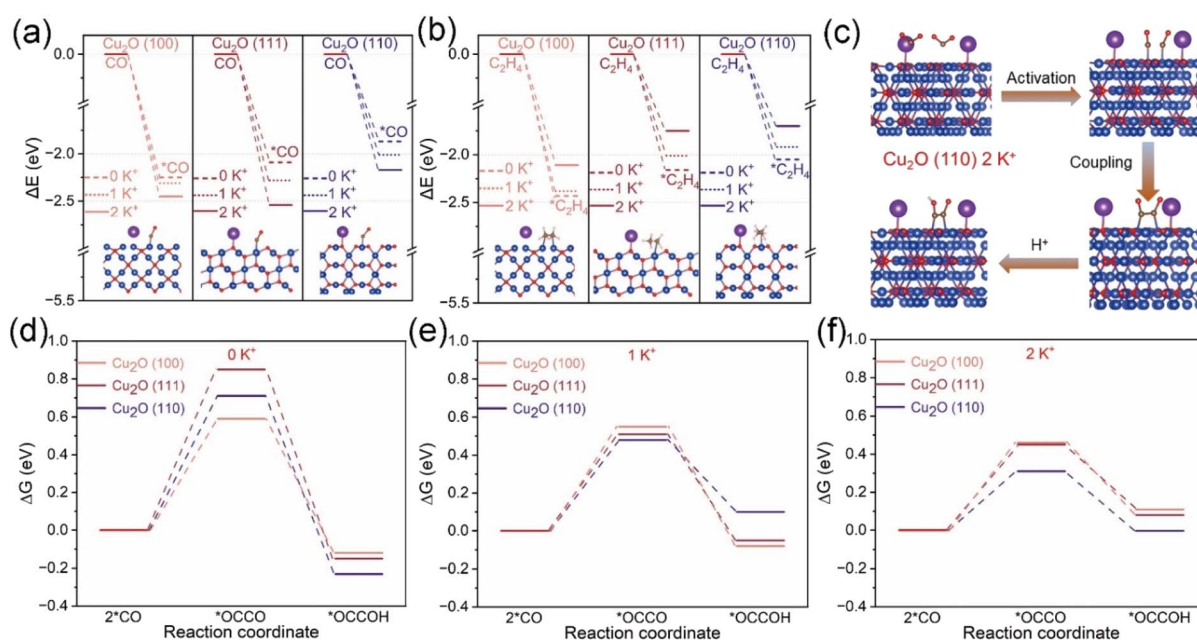 (a)
Cu₂O (100)
Cu₂O (111)
Cu₂O (110)
0.0
CO
CO
CO
ΔE (eV)
-2.0
-2.5
-5.5
*CO
*CO
*CO
0 K⁺
1 K⁺
2 K⁺
0 K⁺
1 K⁺
2 K⁺
0 K⁺
1 K⁺
2 K⁺
(b)
Cu₂O (100)
Cu₂O (111)
Cu₂O (110)
0.0
C₂H₄
C₂H₄
C₂H₄
ΔE (eV)
-2.0
-2.5
-5.5
*C₂H₄
*C₂H₄
*C₂H₄
0 K⁺
1 K⁺
2 K⁺
0 K⁺
1 K⁺
2 K⁺
0 K⁺
1 K⁺
2 K⁺
(c)
Activation
Cu₂O (110) 2 K⁺
Coupling
H⁺
(d)
0 K⁺
Cu₂O (100)
Cu₂O (111)
Cu₂O (110)
ΔG (eV)
1.0
0.8
0.6
0.4
0.2
0.0
−0.2
−0.4
2*CO
*OCCO
*OCCOH
Reaction coordinate
(e)
1 K⁺
Cu₂O (100)
Cu₂O (111)
Cu₂O (110)
ΔG (eV)
1.0
0.8
0.6
0.4
0.2
0.0
−0.2
−0.4
2*CO
*OCCO
*OCCOH
Reaction coordinate
(f)
2 K⁺
Cu₂O (100)
Cu₂O (111)
Cu₂O (110)
ΔG (eV)
1.0
0.8
0.6
0.4
0.2
0.0
−0.2
−0.4
2*CO
*OCCO
*OCCOH
Reaction coordinate